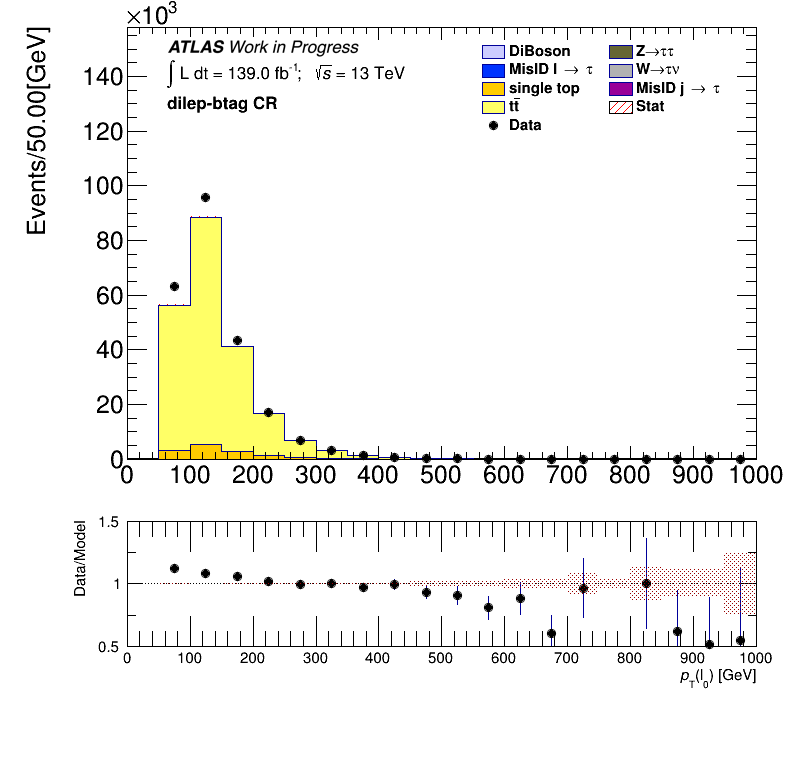 ×10³
Events/50.00[GeV]
140
120
100
80
60
40
20
0
ATLAS Work in Progress
∫ L dt = 139.0 fb⁻¹; √s = 13 TeV
dilep-btag CR
DiBoson
MisID l → τ
single top
tt̄
Data
Z→ττ
W→τν
MisID j → τ
Stat
0 100 200 300 400 500 600 700 800 900 1000
Data/Model
1.5
1
0.5
0 100 200 300 400 500 600 700 800 900 1000
p_T(l_0) [GeV]